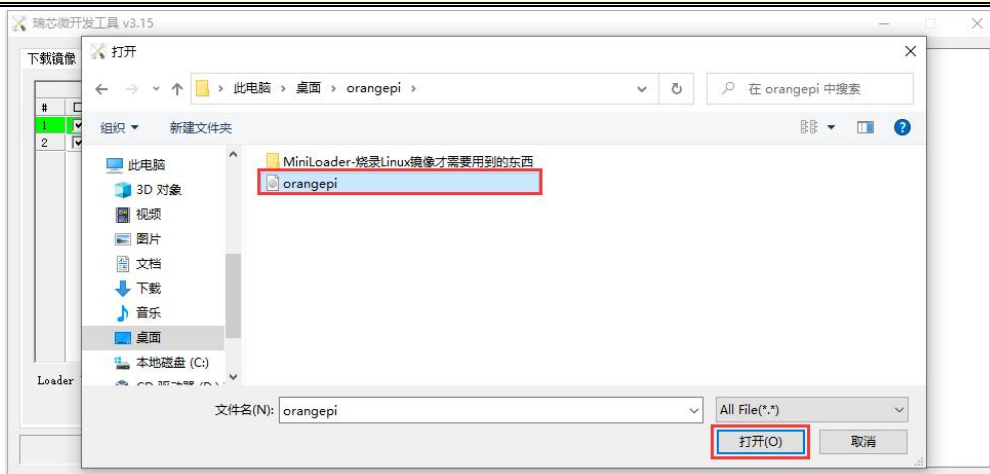 瑞芯微开发工具 v3.15
下载镜像
打开
此电脑 › 桌面 › orangepi ›
在 orangepi 中搜索
组织
新建文件夹
#
1
2
此电脑
3D 对象
视频
图片
文档
下载
音乐
桌面
本地磁盘 (C:)
MiniLoader-烧录Linux镜像才需要用到的东西
orangepi
Loader
文件名(N): orangepi
All File(*.*)
打开(O)
取消